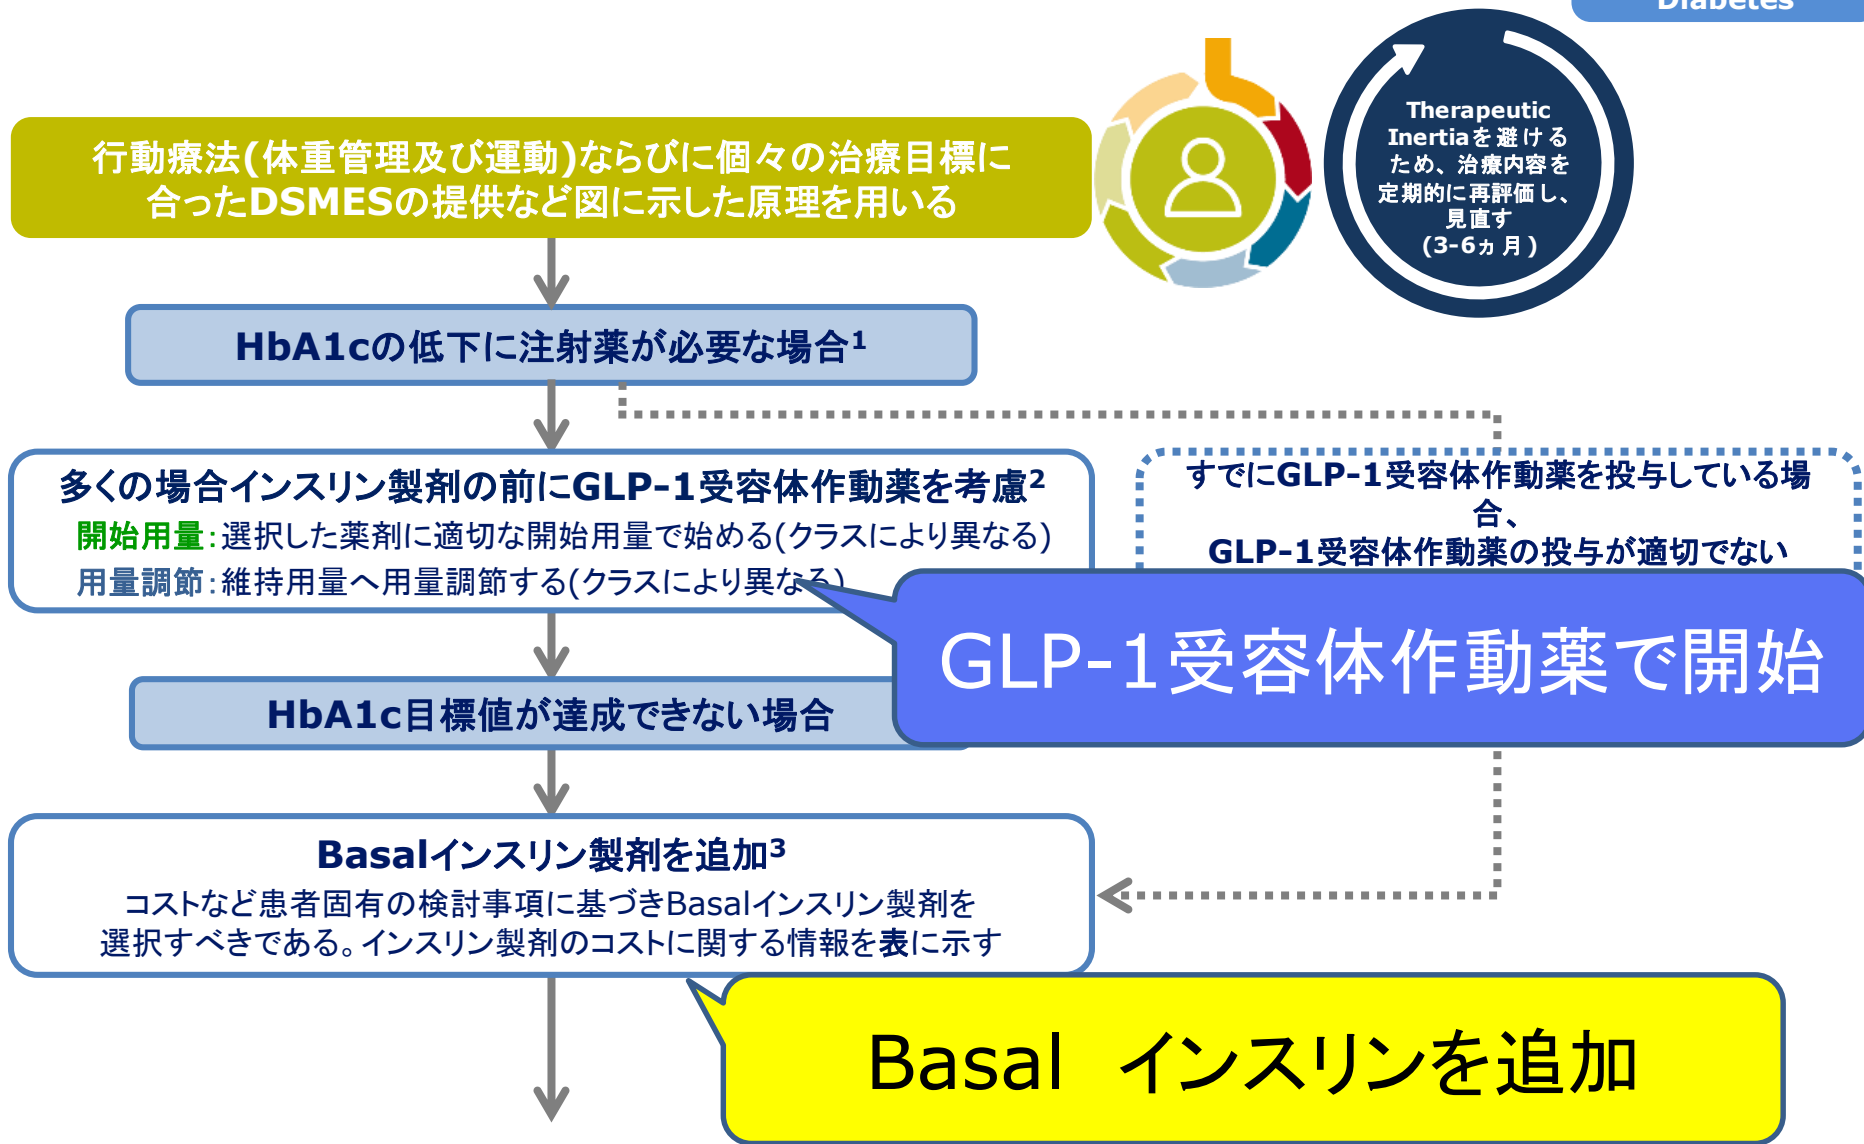 Diabetes
Therapeutic
Inertiaを避ける
ため、治療内容を
定期的に再評価し、
見直す
(3-6ヵ月)
行動療法(体重管理及び運動)ならびに個々の治療目標に
合ったDSMESの提供など図に示した原理を用いる
HbA1cの低下に注射薬が必要な場合1
多くの場合インスリン製剤の前にGLP-1受容体作動薬を考慮2
開始用量:選択した薬剤に適切な開始用量で始める(クラスにより異なる)
用量調節:維持用量へ用量調節する(クラスにより異なる)
すでにGLP-1受容体作動薬を投与している場
合、
GLP-1受容体作動薬の投与が適切でない
GLP-1受容体作動薬で開始
HbA1c目標値が達成できない場合
Basalインスリン製剤を追加3
コストなど患者固有の検討事項に基づきBasalインスリン製剤を
選択すべきである。インスリン製剤のコストに関する情報を表に示す
Basal インスリンを追加